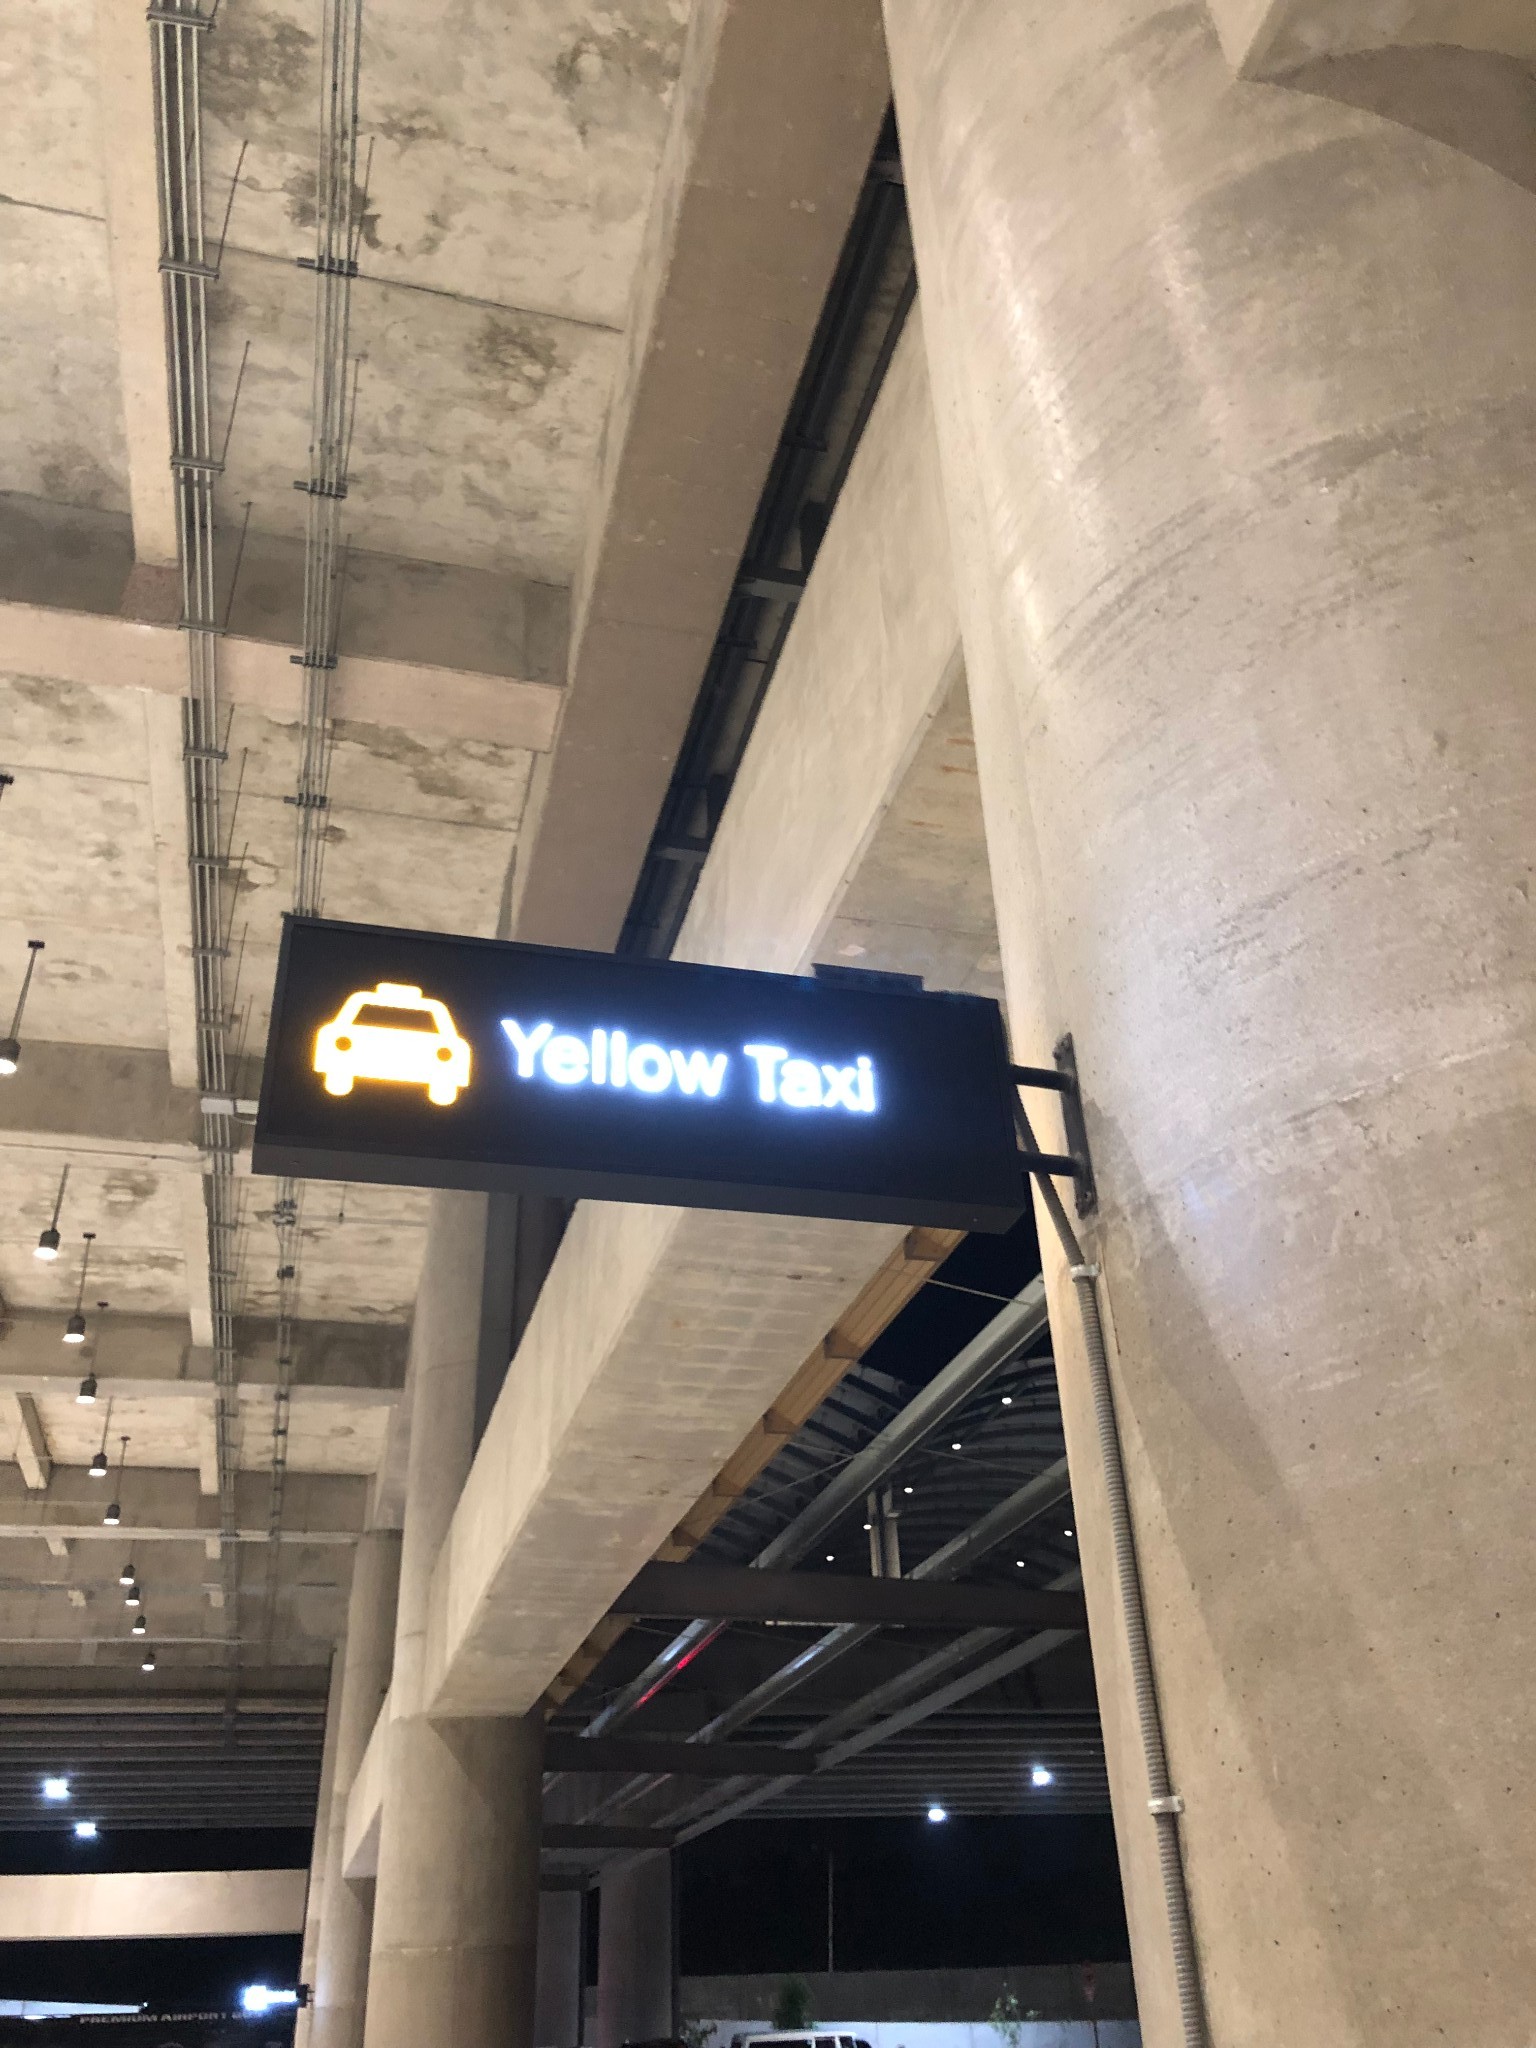 Yellow Taxi
PREMIUM AIRPORT